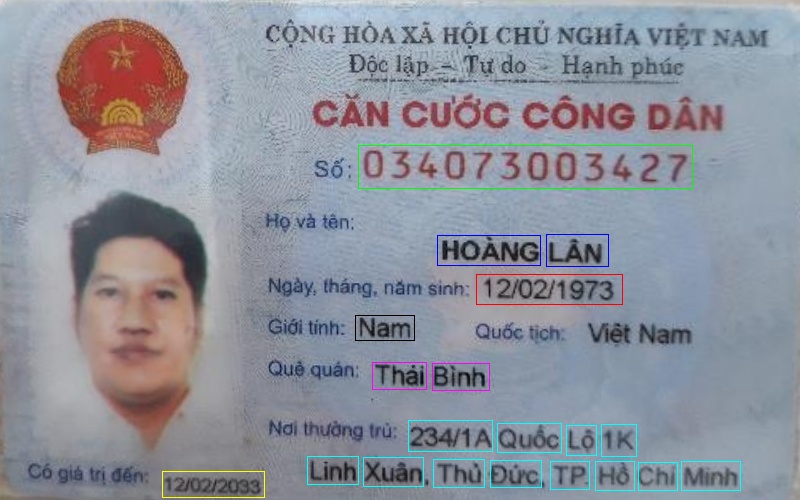 CỘNG HÒA XÃ HỘI CHỦ NGHĨA VIỆT NAM
Độc lập - Tự do - Hạnh phúc
CĂN CƯỚC CÔNG DÂN
Số: 034073003427
Họ và tên:
HOÀNG LÂN
Ngày, tháng, năm sinh: 12/02/1973
Giới tính: Nam Quốc tịch: Việt Nam
Quê quán: Thái Bình
Nơi thường trú: 234/1A Quốc Lộ 1K
Linh Xuân, Thủ Đức, TP. Hồ Chí Minh
Có giá trị đến: 12/02/2033